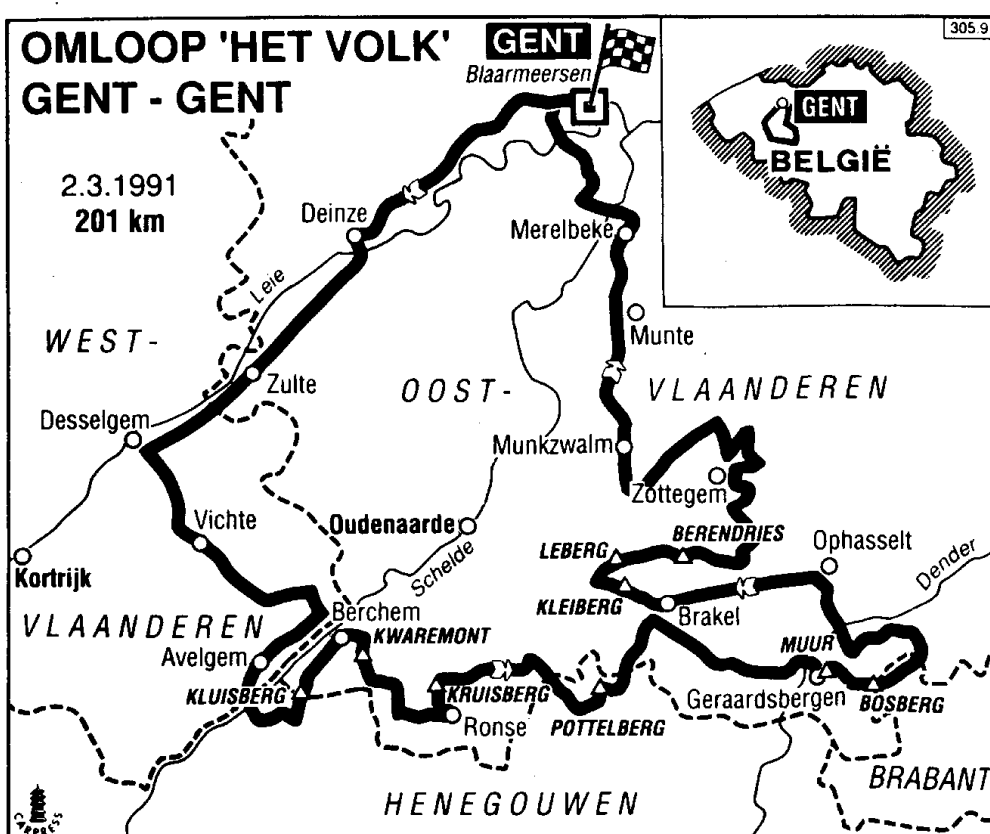 OMLOOP 'HET VOLK'
GENT - GENT
GENT
Blaarmeersen
305.9
GENT
BELGIË
2.3.1991
201 km
Deinze
Merelbeke
Leie
Munte
WEST-
Zulte
OOST-
VLAANDEREN
Desselgem
Munkzwalm
Zottegem
Vichte
Oudenaarde
BERENDRIES
Ophasselt
LEBERG
Kortrijk
Schelde
Dender
KLEIBERG
Brakel
Berchem
VLAANDEREN
KWAREMONT
MUUR
Avelgem
KLUISBERG
KRUISBERG
Geraardsbergen
BOSBERG
Ronse
POTTELBERG
BRABANT
HENEGOUWEN
CARPRESS